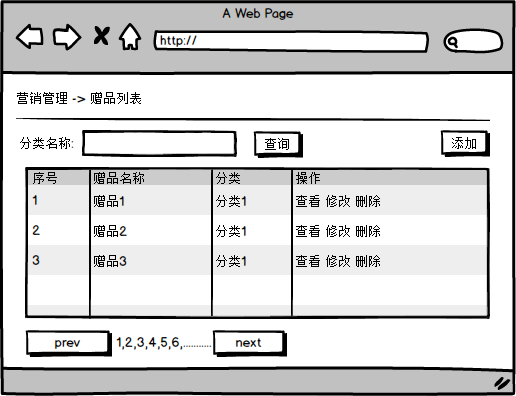 A Web Page
http://
营销管理 -> 赠品列表
分类名称: 查询 添加
序号 赠品名称 分类 操作
1 赠品1 分类1 查看 修改 删除
2 赠品2 分类1 查看 修改 删除
3 赠品3 分类1 查看 修改 删除
prev 1,2,3,4,5,6,........... next